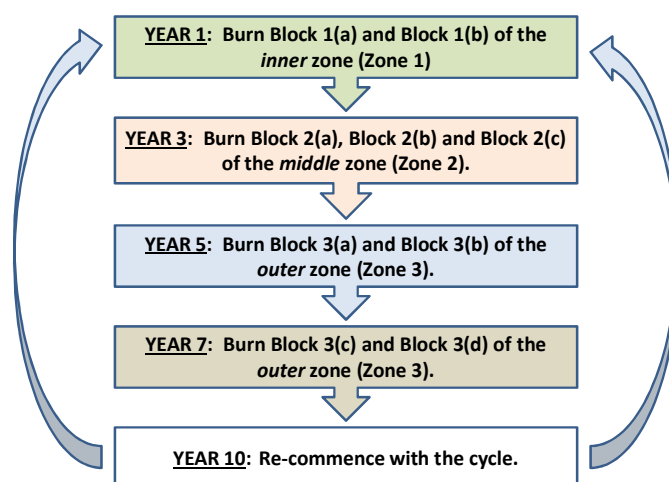 YEAR 1: Burn Block 1(a) and Block 1(b) of the
inner zone (Zone 1)
YEAR 3: Burn Block 2(a), Block 2(b) and Block 2(c)
of the middle zone (Zone 2).
YEAR 5: Burn Block 3(a) and Block 3(b) of the
outer zone (Zone 3).
YEAR 7: Burn Block 3(c) and Block 3(d) of the
outer zone (Zone 3).
YEAR 10: Re-commence with the cycle.